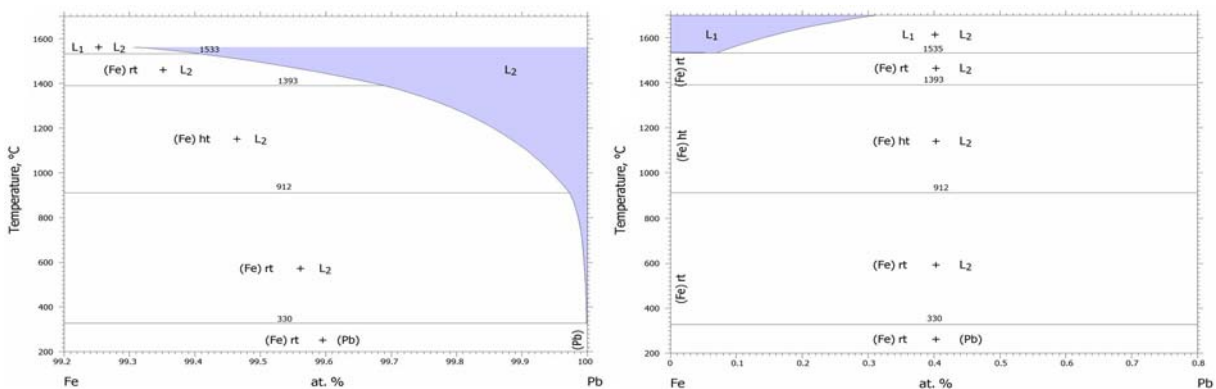 1600
L1 + L2
1533
(Fe) rt + L2
L2
1400
1393
1200
(Fe) ht + L2
Temperature, °C
1000
912
800
600
(Fe) rt + L2
400
330
(Fe) rt + (Pb)
(Pb)
200
99.2 99.3 99.4 99.5 99.6 99.7 99.8 99.9 100
Fe at. % Pb
1600
L1
L1 + L2
1535
(Fe) rt
(Fe) rt + L2
1400
1393
1200
(Fe) ht
(Fe) ht + L2
Temperature, °C
1000
912
800
600
(Fe) rt + L2
(Fe) rt
400
330
(Fe) rt + (Pb)
200
0 0.1 0.2 0.3 0.4 0.5 0.6 0.7 0.8
Fe at. % Pb